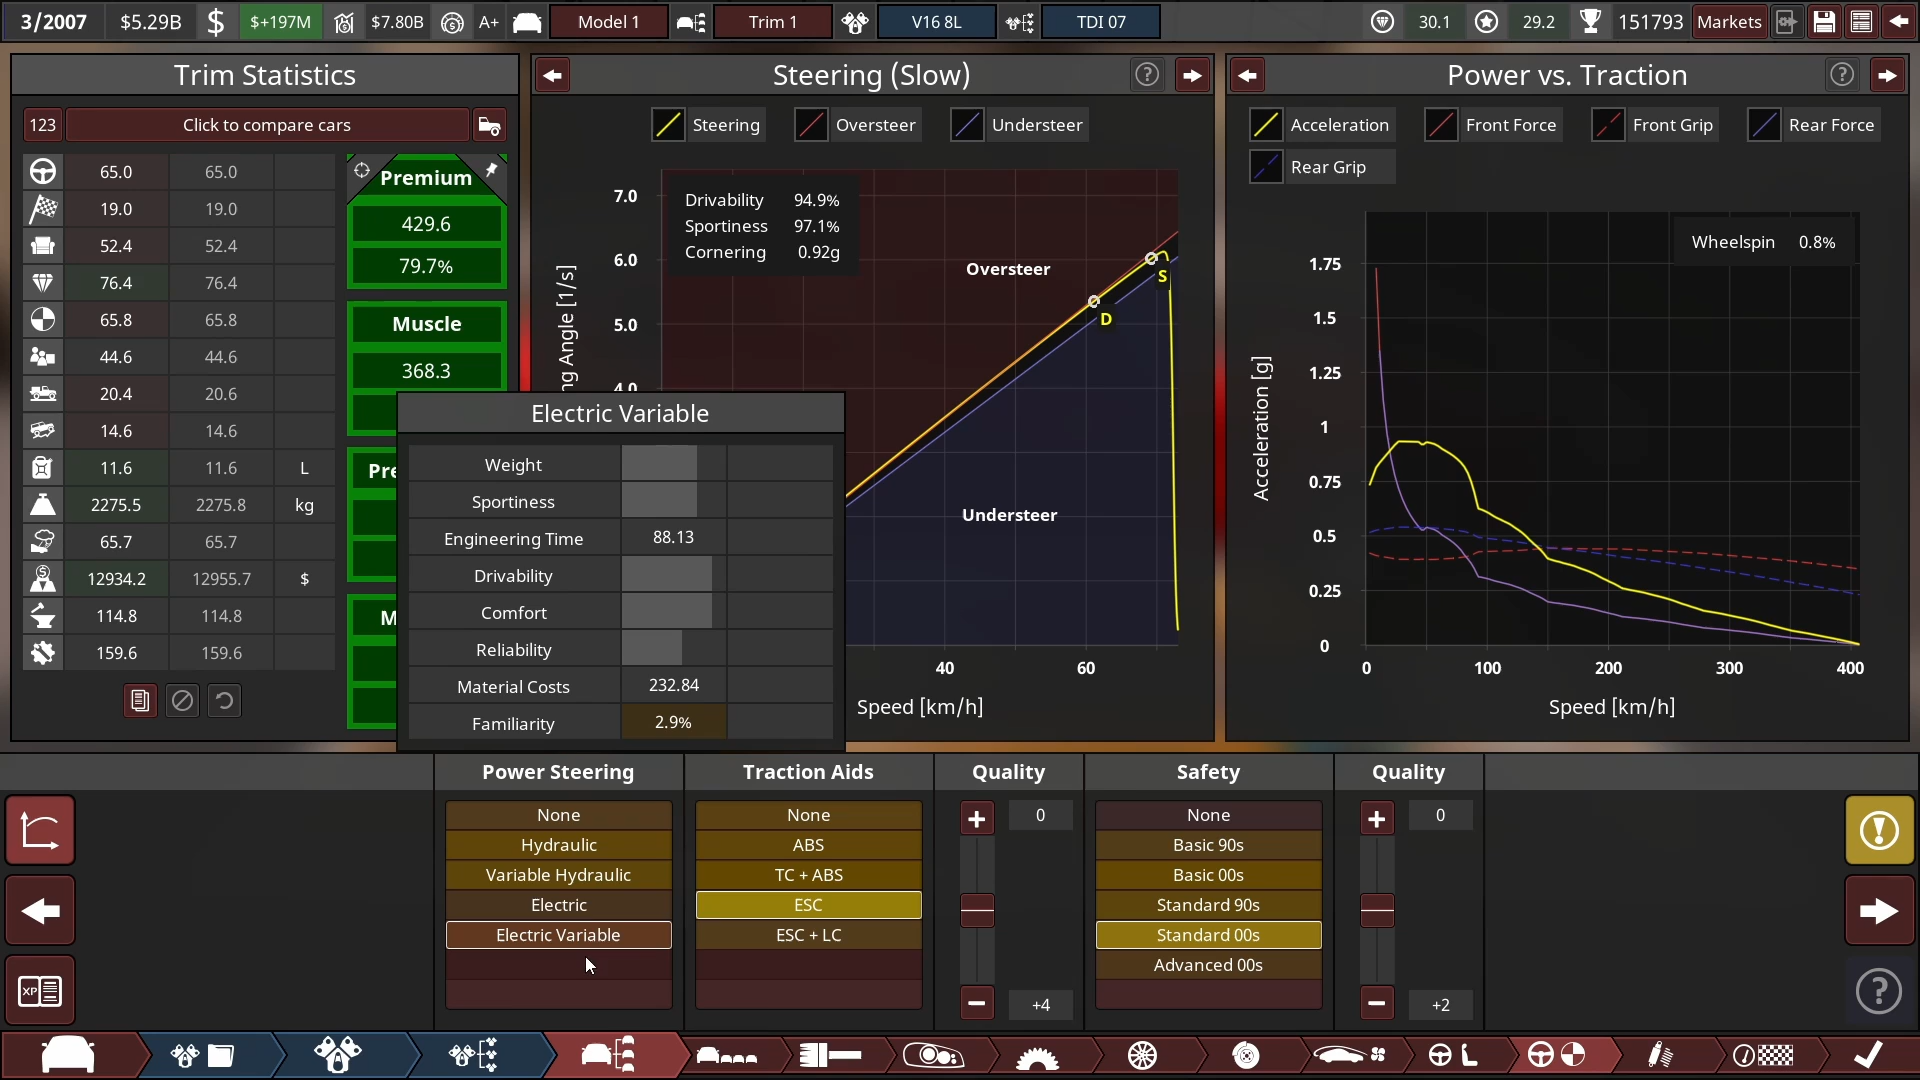 3/2007 $5.29B $ $+197M $7.80B A+ Model 1 Trim 1 V16 8L TDI 07 30.1 29.2 151793 Markets
Trim Statistics
123 Click to compare cars
65.0 65.0
19.0 19.0
52.4 52.4
76.4 76.4
65.8 65.8
44.6 44.6
20.4 20.6
14.6 14.6
11.6 11.6 L
2275.5 2275.8 kg
65.7 65.7
12934.2 12955.7 $
114.8 114.8
159.6 159.6
Premium
429.6
79.7%
Muscle
368.3
Pre
M
Steering (Slow) ?
Steering Oversteer Understeer
Drivability 94.9%
Sportiness 97.1%
Cornering 0.92g
7.0
6.0
5.0
4.0
ng Angle [1/s]
Oversteer
S
D
Understeer
40 60
Speed [km/h]
Electric Variable
Weight
Sportiness
Engineering Time 88.13
Drivability
Comfort
Reliability
Material Costs 232.84
Familiarity 2.9%
Power vs. Traction ?
Acceleration Front Force Front Grip Rear Force
Rear Grip
Wheelspin 0.8%
Acceleration [g]
1.75
1.5
1.25
1
0.75
0.5
0.25
0
0 100 200 300 400
Speed [km/h]
Power Steering
None
Hydraulic
Variable Hydraulic
Electric
Electric Variable
Traction Aids
None
ABS
TC + ABS
ESC
ESC + LC
Quality
+ 0
− +4
Safety
None
Basic 90s
Basic 00s
Standard 90s
Standard 00s
Advanced 00s
Quality
+ 0
− +2
XP
!
?